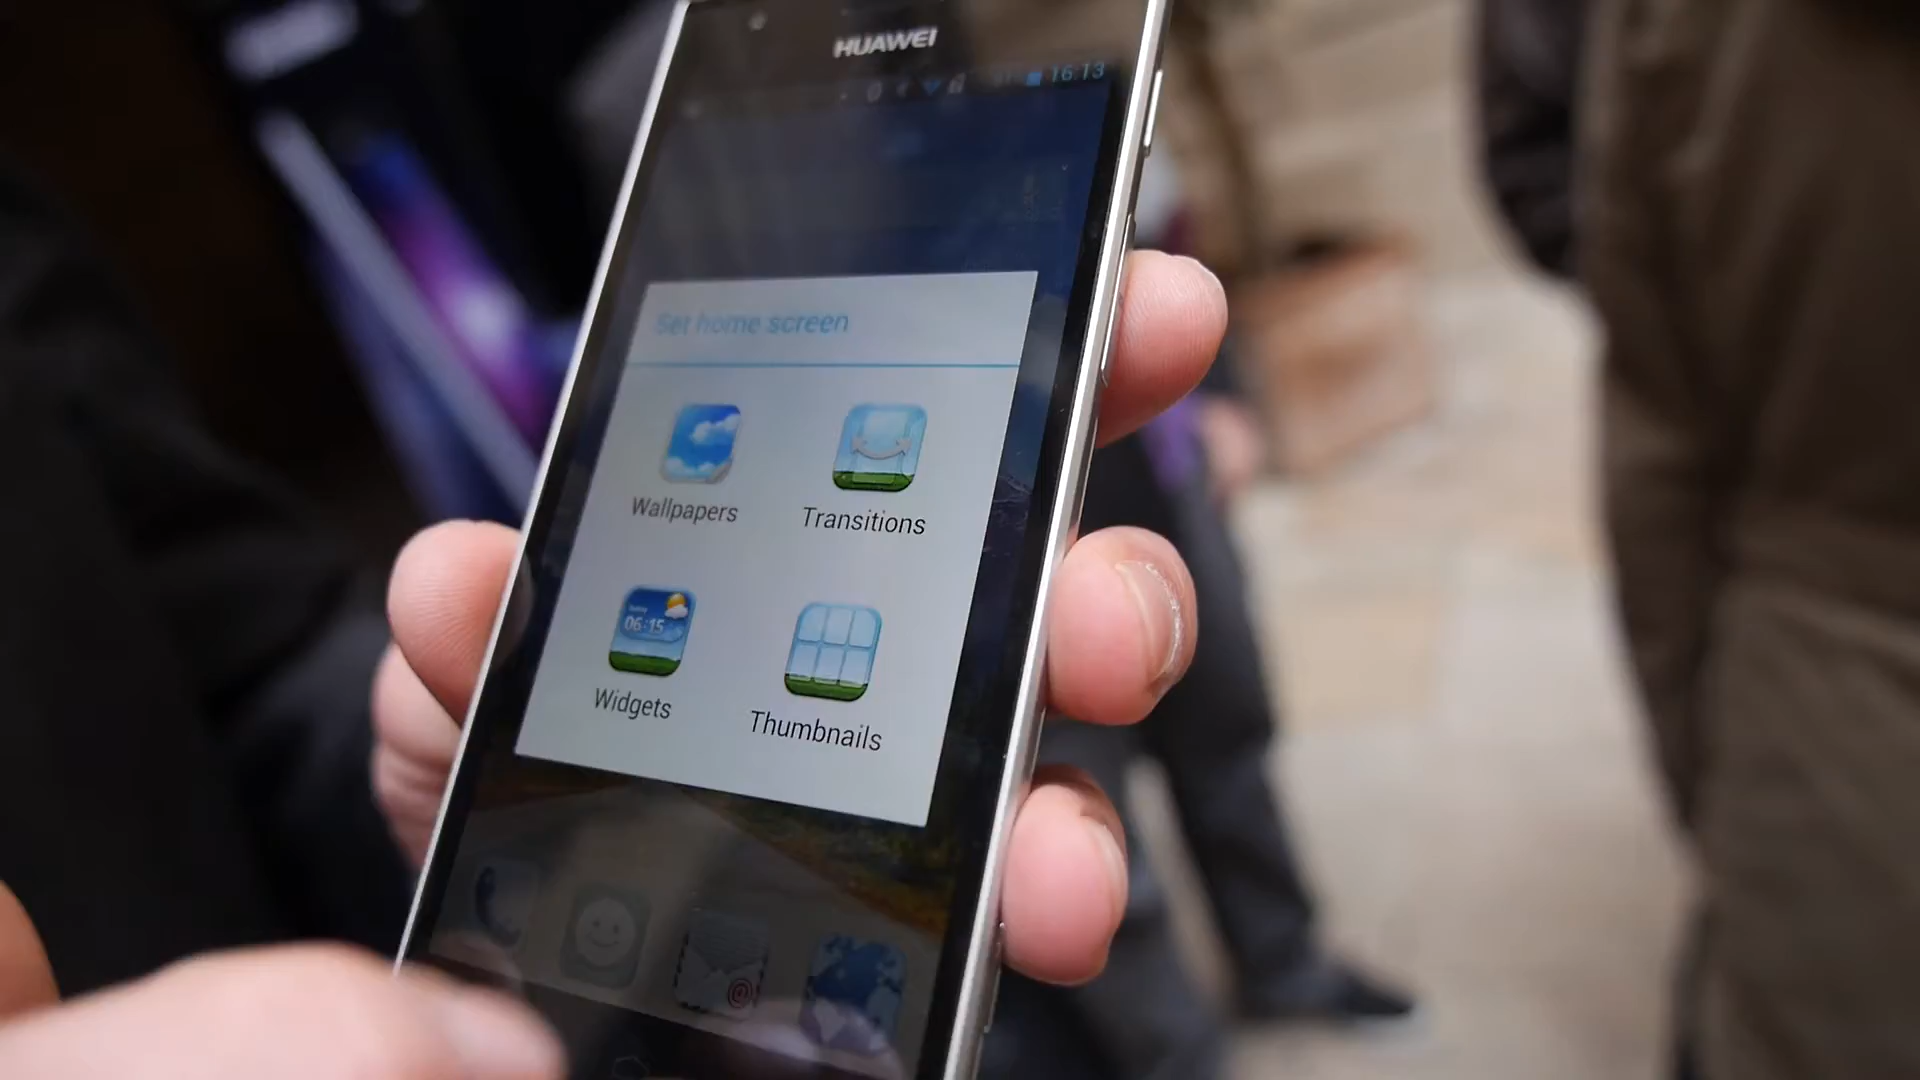 HUAWEI
16:13
Set home screen
Wallpapers
Transitions
06:15
Widgets
Thumbnails
@